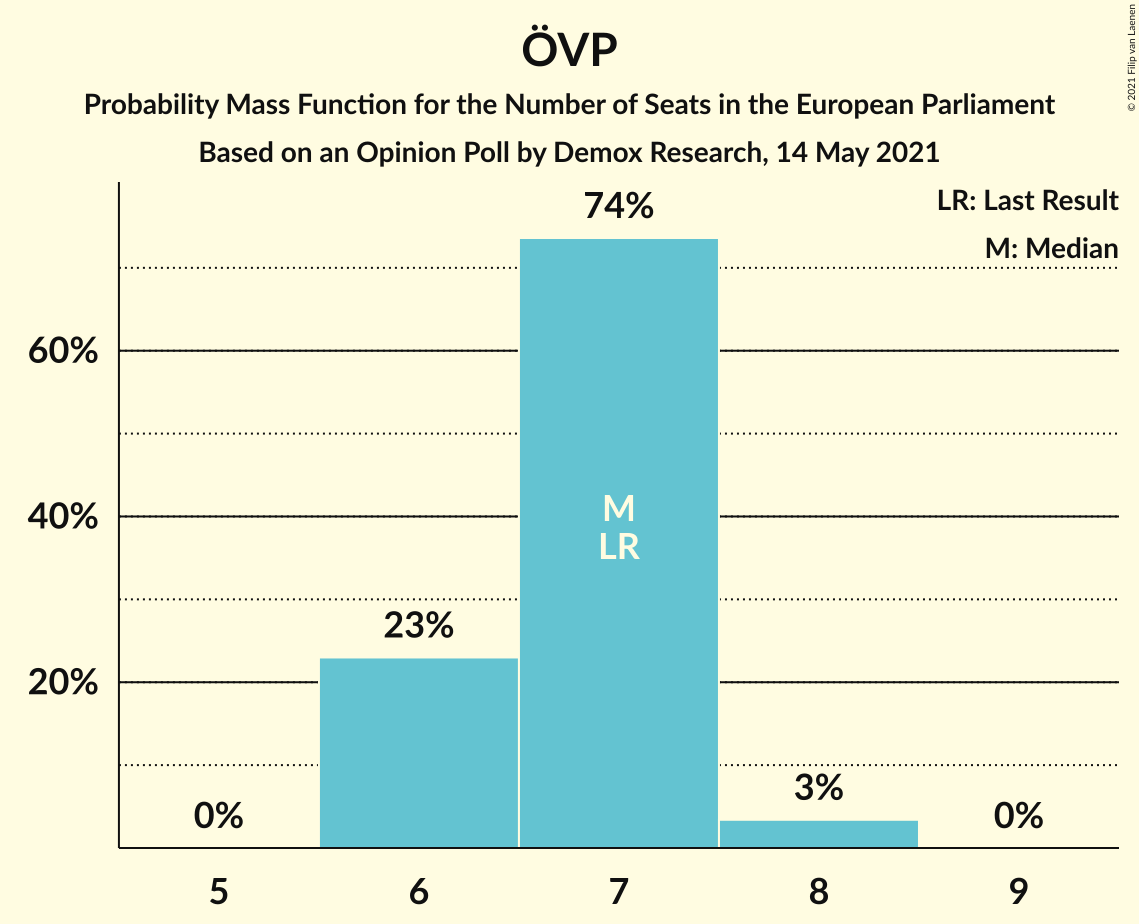 ÖVP
Probability Mass Function for the Number of Seats in the European Parliament
Based on an Opinion Poll by Demox Research, 14 May 2021
© 2021 Filip van Laenen
LR: Last Result
M: Median
74%
60%
40%
20%
M
LR
23%
3%
0%
0%
5
6
7
8
9